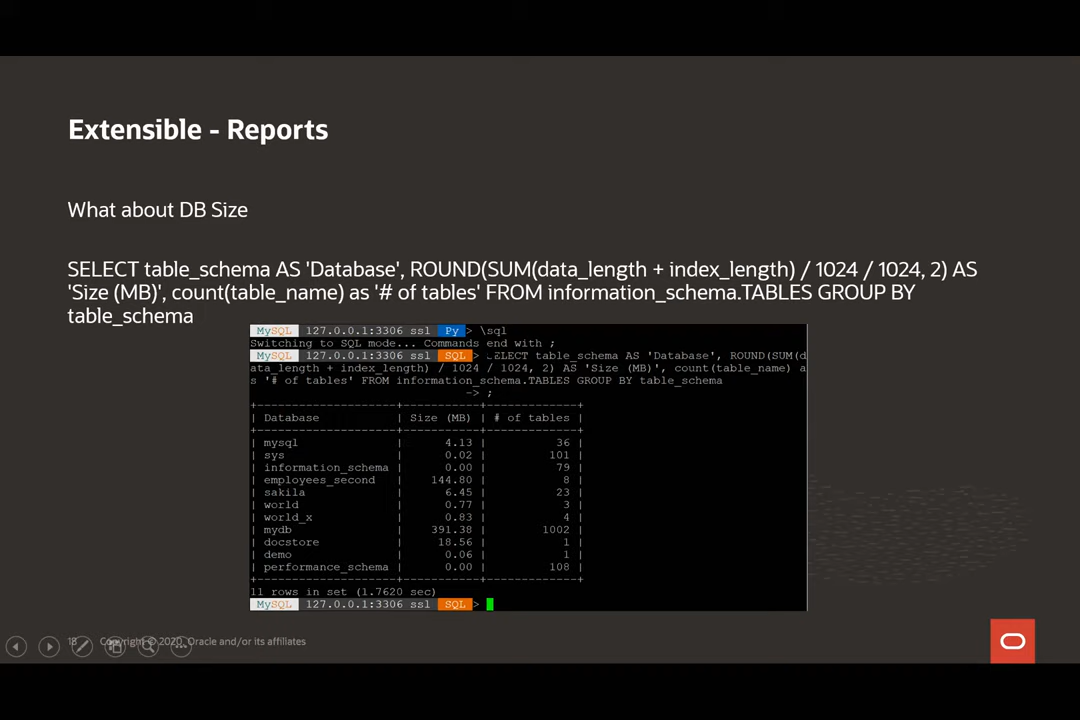 Extensible - Reports
What about DB Size
SELECT table_schema AS 'Database', ROUND(SUM(data_length + index_length) / 1024 / 1024, 2) AS
'Size (MB)', count(table_name) as '# of tables' FROM information_schema.TABLES GROUP BY
table_schema
MySQL 127.0.0.1:3306 ssl Py > \sql
Switching to SQL mode... Commands end with ;
MySQL 127.0.0.1:3306 ssl SQL > SELECT table_schema AS 'Database', ROUND(SUM(d
ata_length + index_length) / 1024 / 1024, 2) AS 'Size (MB)', count(table_name) a
s '# of tables' FROM information_schema.TABLES GROUP BY table_schema
-> ;
+--------------------+-----------+-------------+
| Database | Size (MB) | # of tables |
+--------------------+-----------+-------------+
| mysql | 4.13 | 36 |
| sys | 0.02 | 101 |
| information_schema | 0.00 | 79 |
| employees_second | 144.80 | 8 |
| sakila | 6.45 | 23 |
| world | 0.77 | 3 |
| world_x | 0.83 | 4 |
| mydb | 391.38 | 1002 |
| docstore | 18.56 | 1 |
| demo | 0.06 | 1 |
| performance_schema | 0.00 | 108 |
+--------------------+-----------+-------------+
11 rows in set (1.7620 sec)
MySQL 127.0.0.1:3306 ssl SQL >
18 Copyright © 2020, Oracle and/or its affiliates